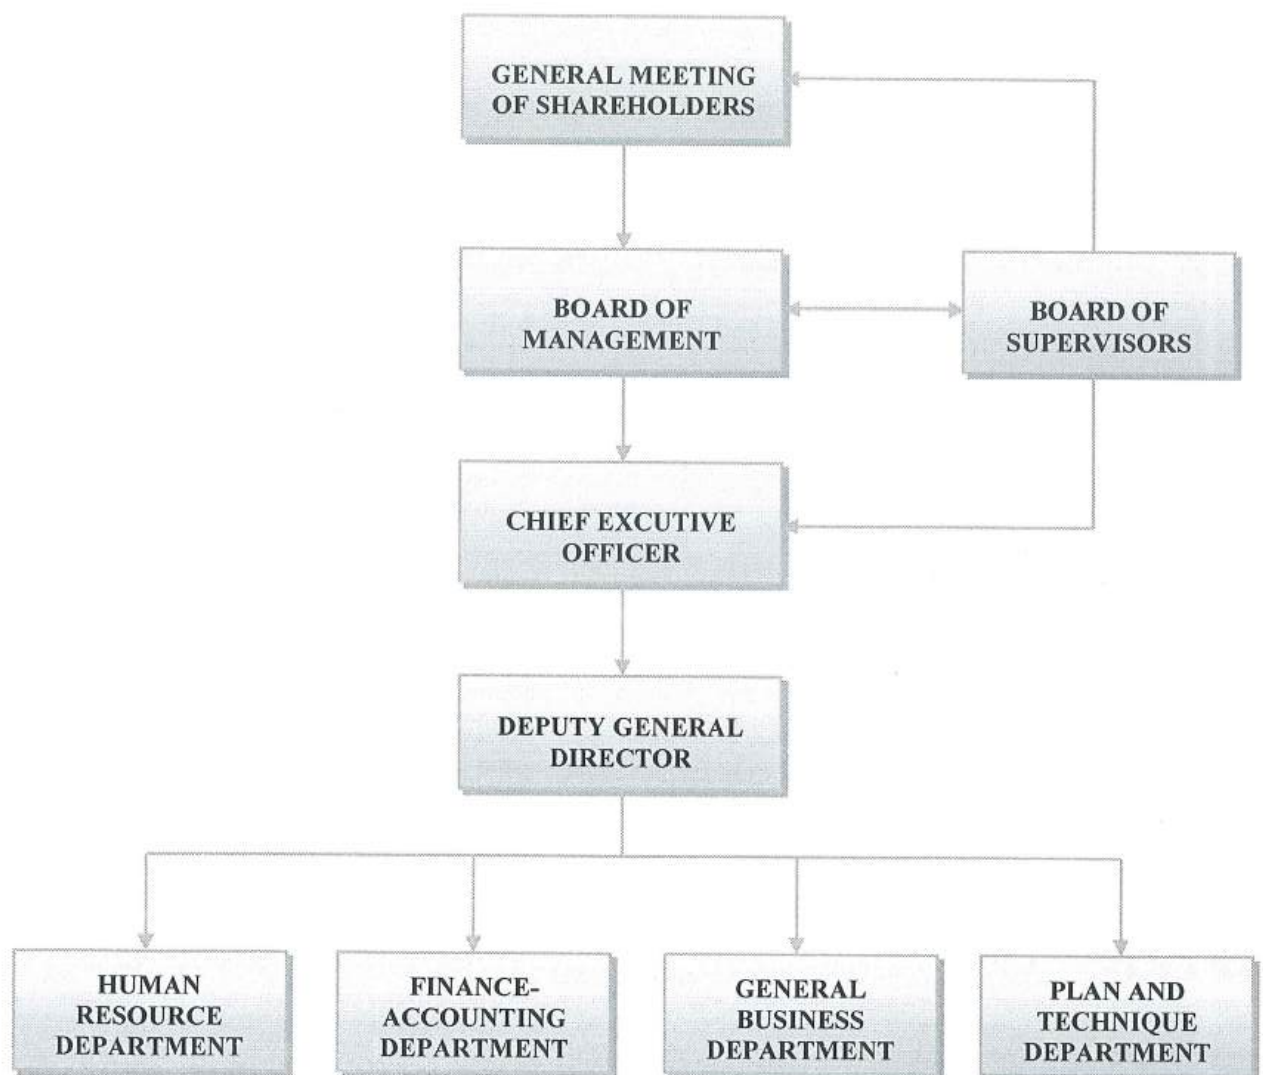 GENERAL MEETING
OF SHAREHOLDERS
BOARD OF
MANAGEMENT
BOARD OF
SUPERVISORS
CHIEF EXCUTIVE
OFFICER
DEPUTY GENERAL
DIRECTOR
HUMAN
RESOURCE
DEPARTMENT
FINANCE-
ACCOUNTING
DEPARTMENT
GENERAL
BUSINESS
DEPARTMENT
PLAN AND
TECHNIQUE
DEPARTMENT